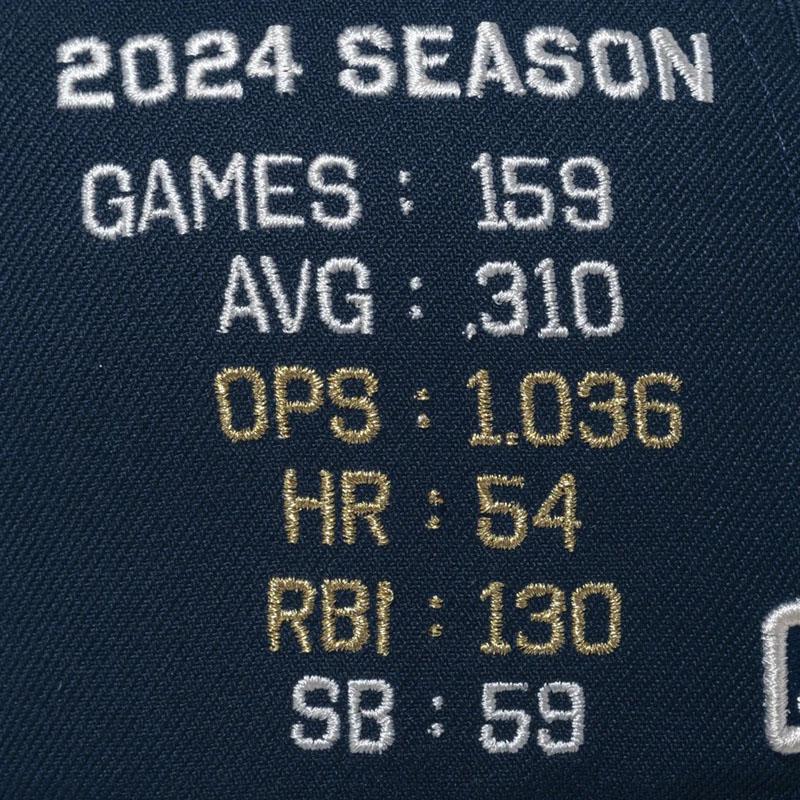 2024 SEASON
GAMES : 159
AVG : .310
OPS : 1.036
HR : 54
RBI : 130
SB : 59